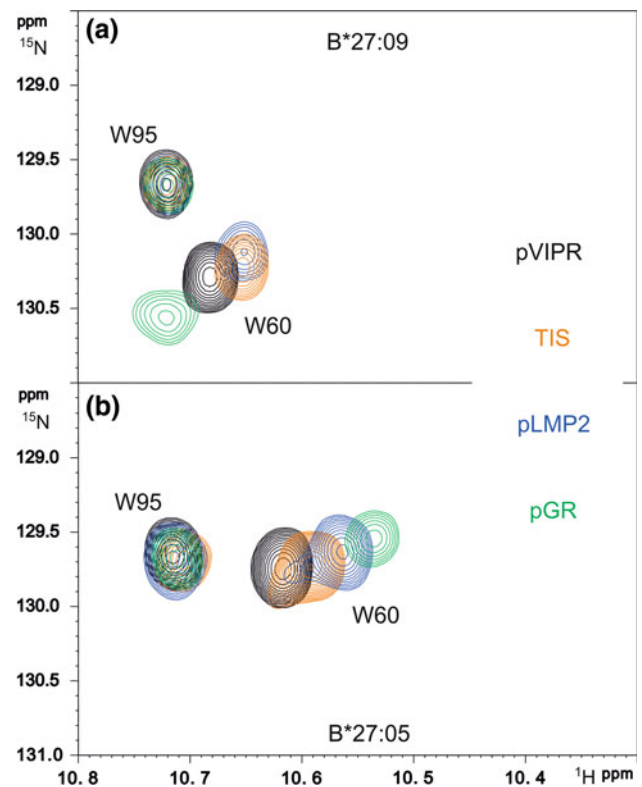 ppm
(a)
B*27:09
15N
129.0
W95
129.5
130.0
pVIPR
130.5
W60
TIS
ppm
(b)
15N
pLMP2
129.0
W95
pGR
129.5
130.0
W60
130.5
B*27:05
131.0
10. 8 10. 7 10. 6 10. 5 10. 4 1H ppm